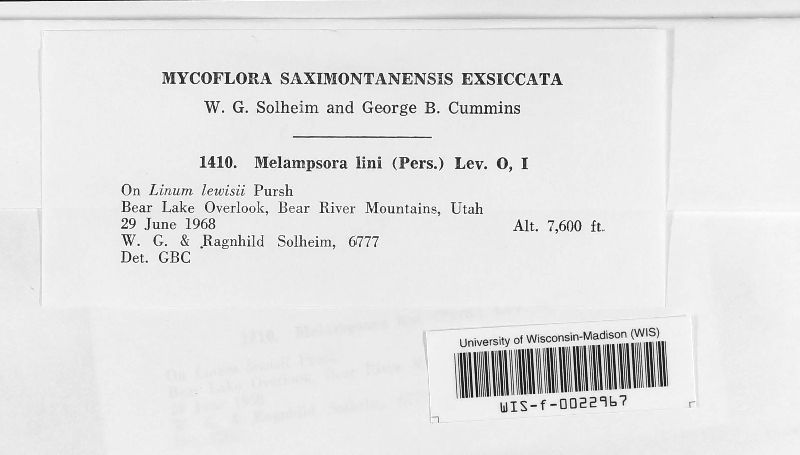 MYCOFLORA SAXIMONTANENSIS EXSICCATA
W. G. Solheim and George B. Cummins
1410. Melampsora lini (Pers.) Lev. O, I
On Linum lewisii Pursh
Bear Lake Overlook, Bear River Mountains, Utah
29 June 1968 Alt. 7,600 ft.
W. G. & Ragnhild Solheim, 6777
Det. GBC
University of Wisconsin-Madison (WIS)
WIS-f-0022967